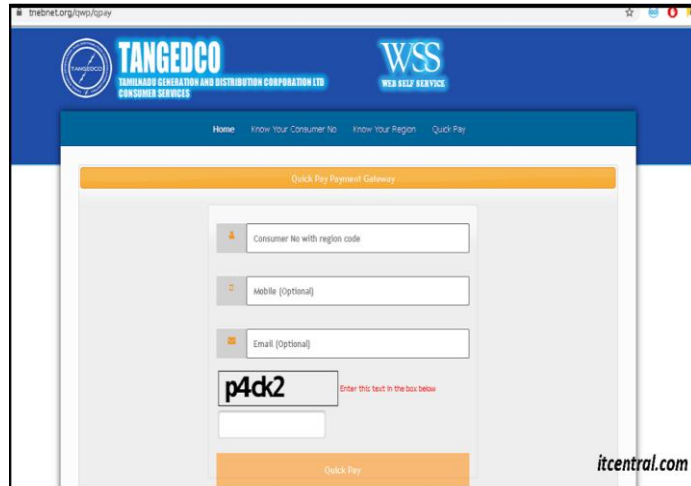 tnebnet.org/qwp/qpay
TANGEDCO
TAMILNADU GENERATION AND DISTRIBUTION CORPORATION LTD
CONSUMER SERVICES
TANGEDCO
WSS
WEB SELF SERVICE
Home Know Your Consumer No Know Your Region Quick Pay
Quick Pay Payment Gateway
Consumer No with region code
Mobile (Optional)
Email (Optional)
p4ck2
Enter this text in the box below
Quick Pay
itcentral.com